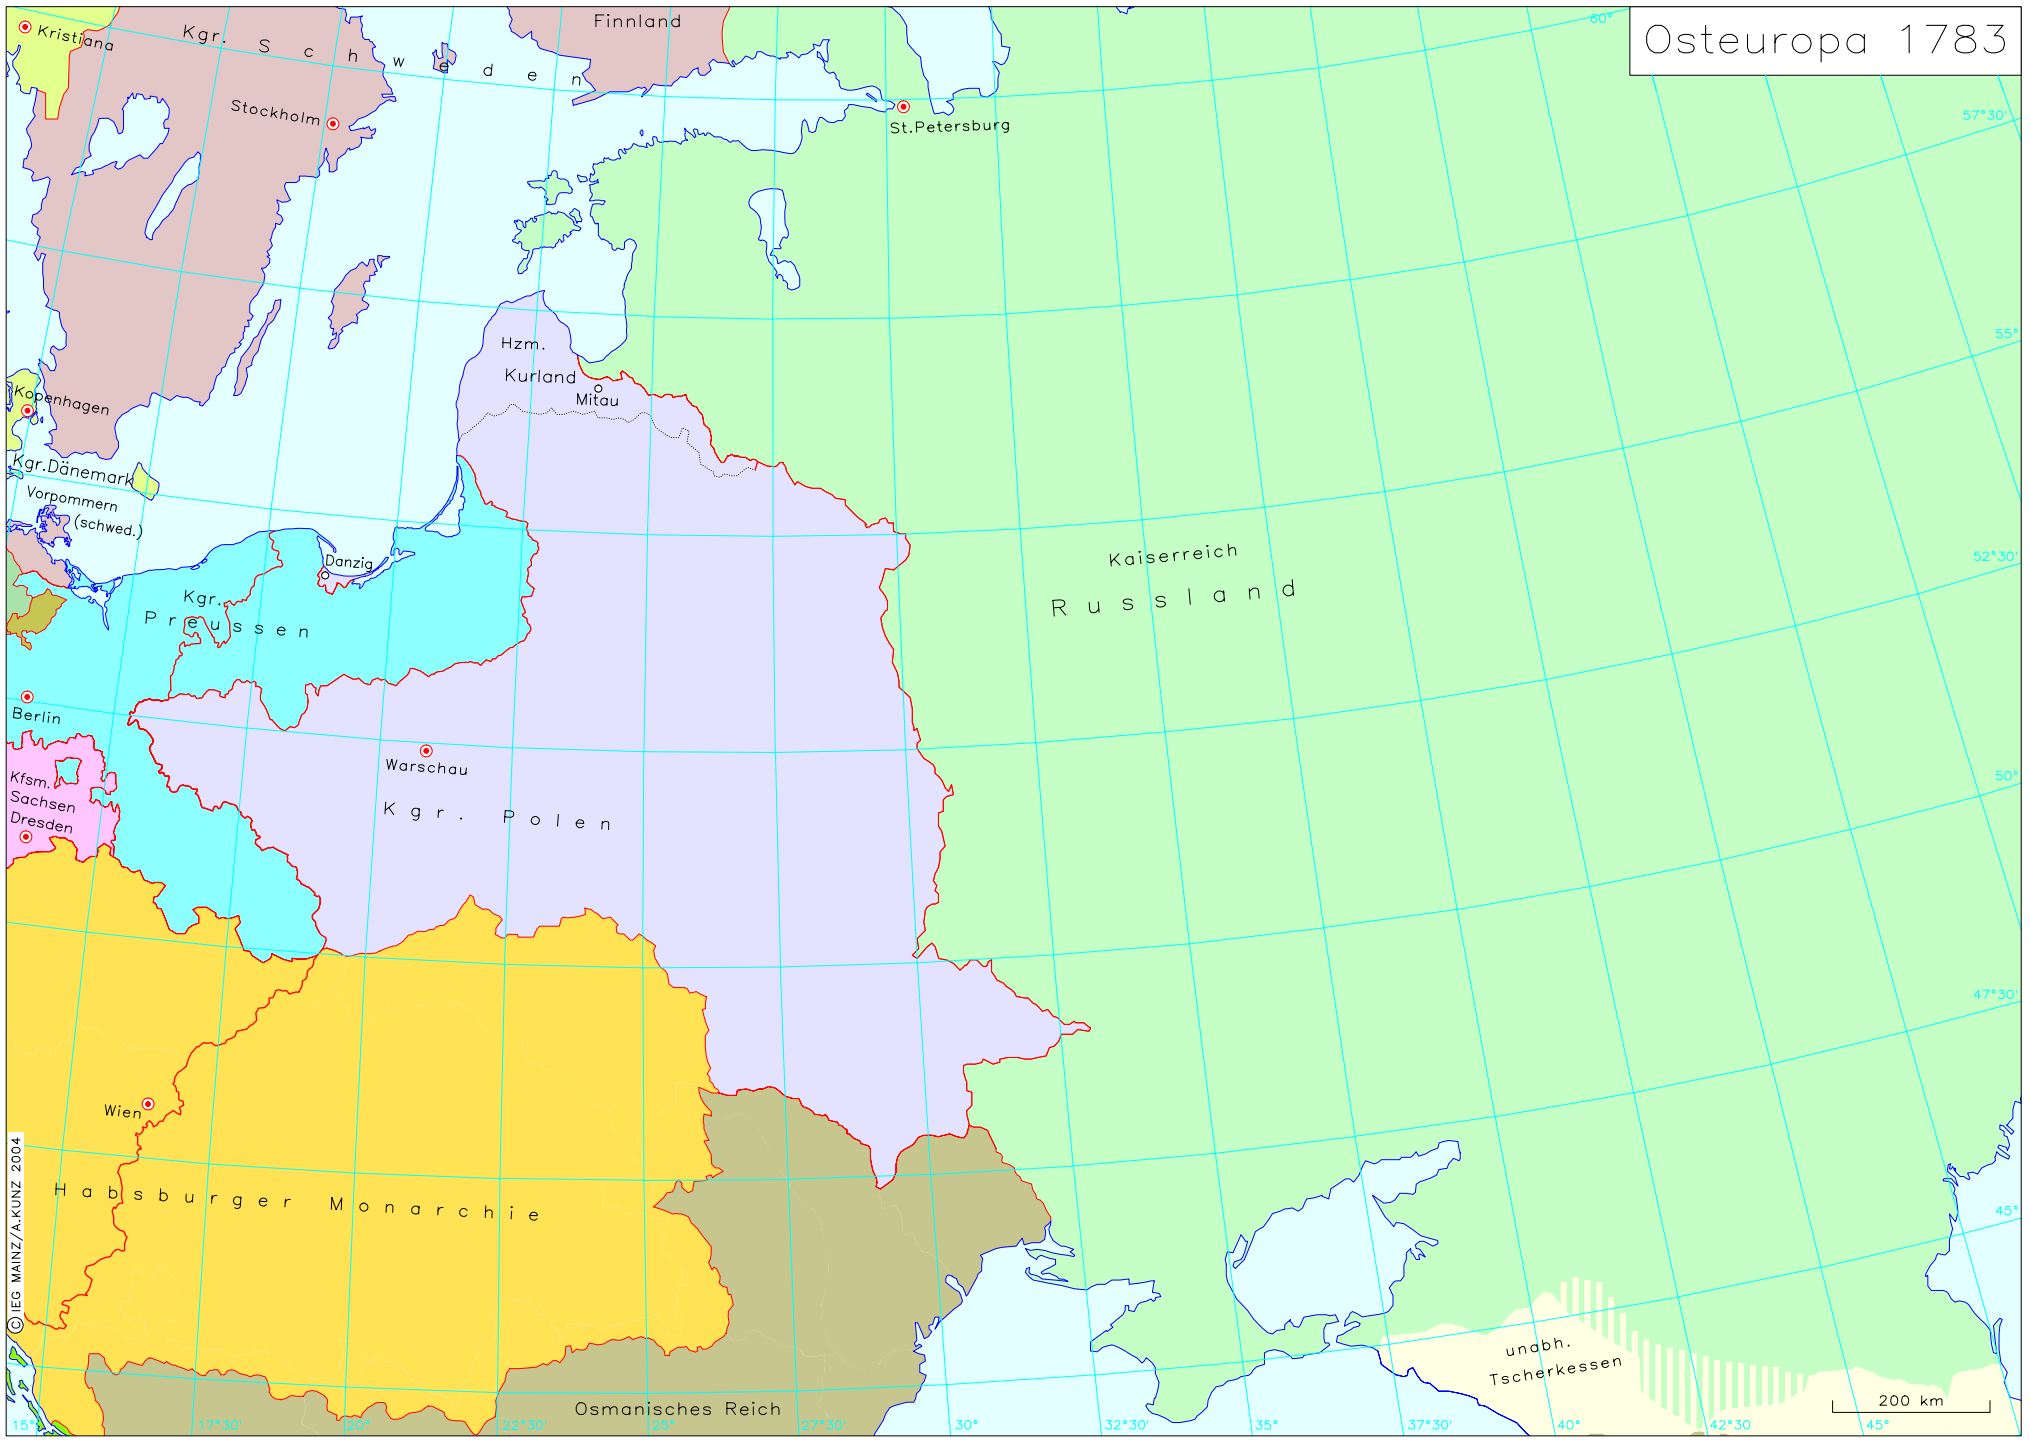 Osteuropa 1783
Finnland
Kristiana
Kgr. Schweden
Stockholm
St.Petersburg
60°
57°30'
55°
52°30'
50°
47°30'
45°
Hzm.
Kurland
Mitau
Kopenhagen
Kgr.Dänemark
Vorpommern
(schwed.)
Danzig
Kgr.
Preussen
Kaiserreich
Russland
Berlin
Warschau
Kgr. Polen
Kfsm.
Sachsen
Dresden
Wien
Habsburger Monarchie
Osmanisches Reich
unabh.
Tscherkessen
200 km
15°
17°30'
20°
22°30'
25°
27°30'
30°
32°30'
35°
37°30'
40°
42°30'
45°
© IEG MAINZ/A.KUNZ 2004